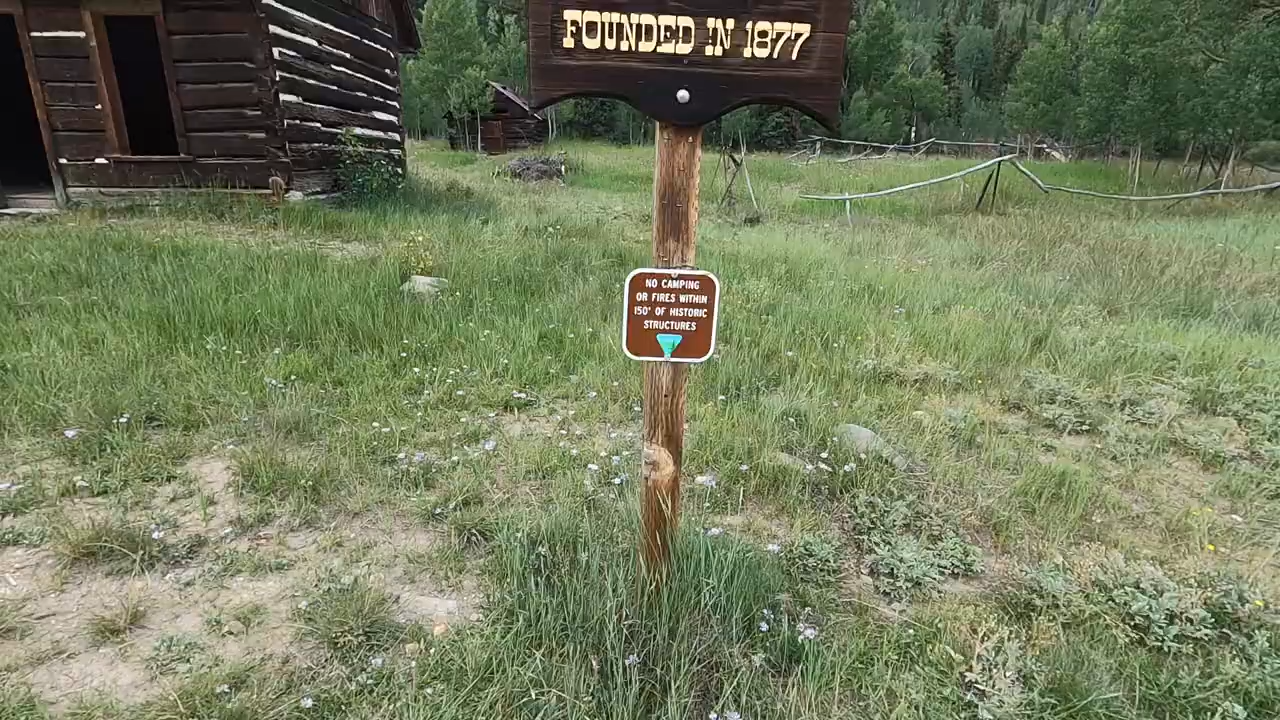 FOUNDED IN 1877
NO CAMPING
OR FIRES WITHIN
150' OF HISTORIC
STRUCTURES